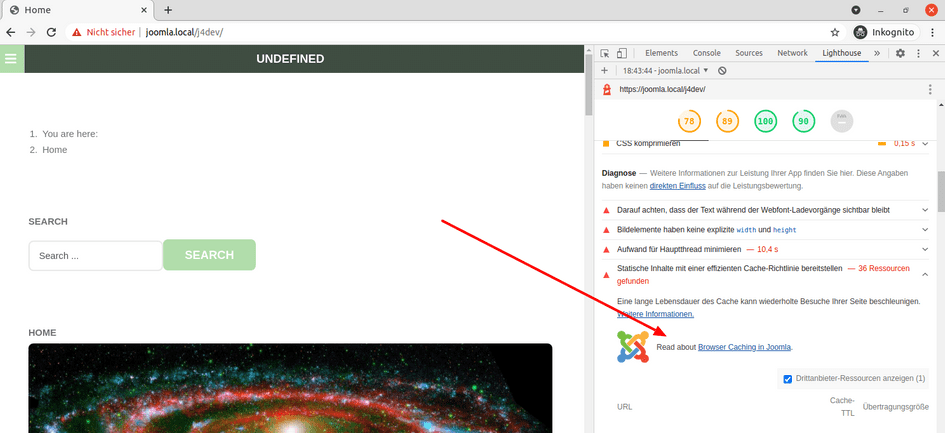 Home
Nicht sicher | joomla.local/j4dev/
Inkognito
UNDEFINED
1. You are here:
2. Home
SEARCH
Search ...
SEARCH
HOME
Elements Console Sources Network Lighthouse »
18:43:44 - joomla.local
https://joomla.local/j4dev/
78 89 100 90
CSS komprimieren 0,15 s
Diagnose — Weitere Informationen zur Leistung Ihrer App finden Sie hier. Diese Angaben
haben keinen direkten Einfluss auf die Leistungsbewertung.
Darauf achten, dass der Text während der Webfont-Ladevorgänge sichtbar bleibt
Bildelemente haben keine explizite width und height
Aufwand für Hauptthread minimieren — 10,4 s
Statische Inhalte mit einer effizienten Cache-Richtlinie bereitstellen — 36 Ressourcen
gefunden
Eine lange Lebensdauer des Cache kann wiederholte Besuche Ihrer Seite beschleunigen.
Weitere Informationen.
Read about Browser Caching in Joomla.
Drittanbieter-Ressourcen anzeigen (1)
URL Cache-TTL Übertragungsgröße